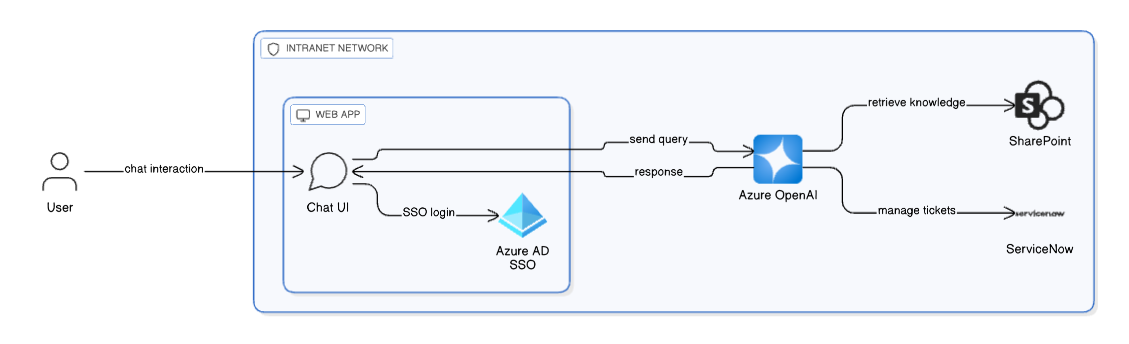 INTRANET NETWORK
WEB APP
retrieve knowledge
S
SharePoint
send query
chat interaction
response
User
Chat UI
Azure OpenAI
SSO login
manage tickets
servicenow
Azure AD
SSO
ServiceNow